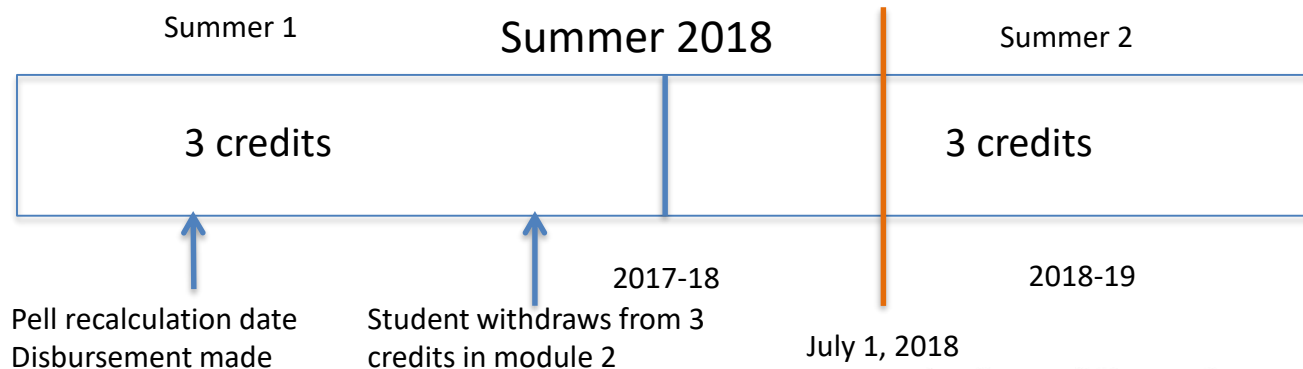 Summer 1
Summer 2018
Summer 2
3 credits
3 credits
2017-18
2018-19
Pell recalculation date
Disbursement made
Student withdraws from 3
credits in module 2
July 1, 2018